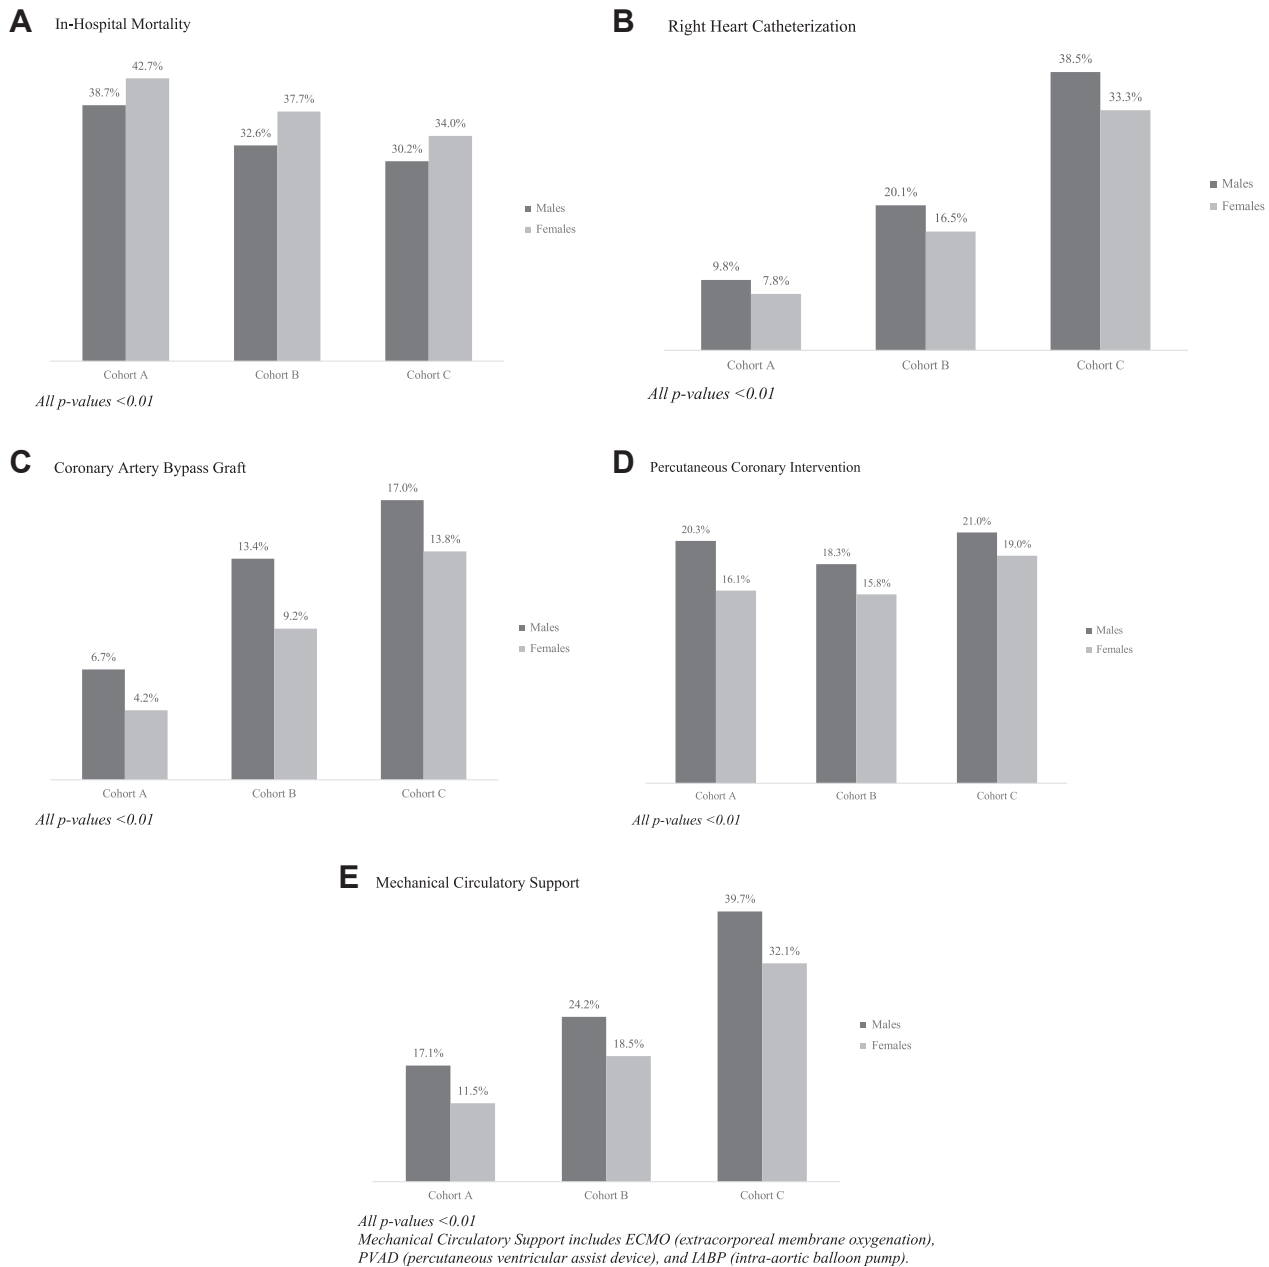 A In-Hospital Mortality
42.7%
38.7%
37.7%
32.6%
34.0%
30.2%
Males
Females
Cohort A Cohort B Cohort C
All p-values <0.01
B Right Heart Catheterization
38.5%
33.3%
20.1%
16.5%
9.8%
7.8%
Males
Females
Cohort A Cohort B Cohort C
All p-values <0.01
C Coronary Artery Bypass Graft
17.0%
13.4%
13.8%
9.2%
6.7%
4.2%
Males
Females
Cohort A Cohort B Cohort C
All p-values <0.01
D Percutaneous Coronary Intervention
20.3%
21.0%
18.3%
19.0%
16.1%
15.8%
Males
Females
Cohort A Cohort B Cohort C
All p-values <0.01
E Mechanical Circulatory Support
39.7%
32.1%
24.2%
18.5%
17.1%
11.5%
Males
Females
Cohort A Cohort B Cohort C
All p-values <0.01
Mechanical Circulatory Support includes ECMO (extracorporeal membrane oxygenation),
PVAD (percutaneous ventricular assist device), and IABP (intra-aortic balloon pump).